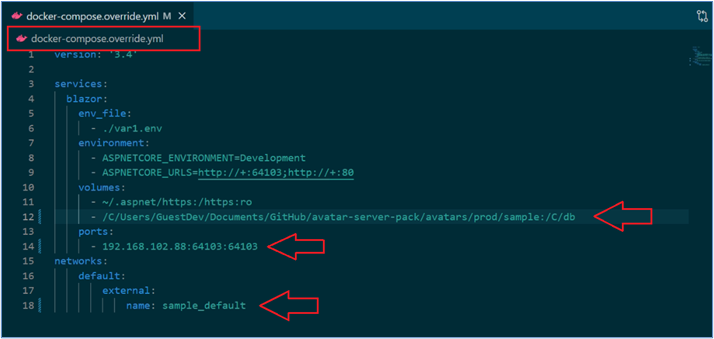 docker-compose.override.yml M
docker-compose.override.yml
1 version: '3.4'
2
3 services:
4 blazor:
5 env_file:
6 - ./var1.env
7 environment:
8 - ASPNETCORE_ENVIRONMENT=Development
9 - ASPNETCORE_URLS=http://+:64103;http://+:80
10 volumes:
11 - ~/.aspnet/https:/https:ro
12 - /C/Users/GuestDev/Documents/GitHub/avatar-server-pack/avatars/prod/sample:/C/db
13 ports:
14 - 192.168.102.88:64103:64103
15 networks:
16 default:
17 external:
18 name: sample_default